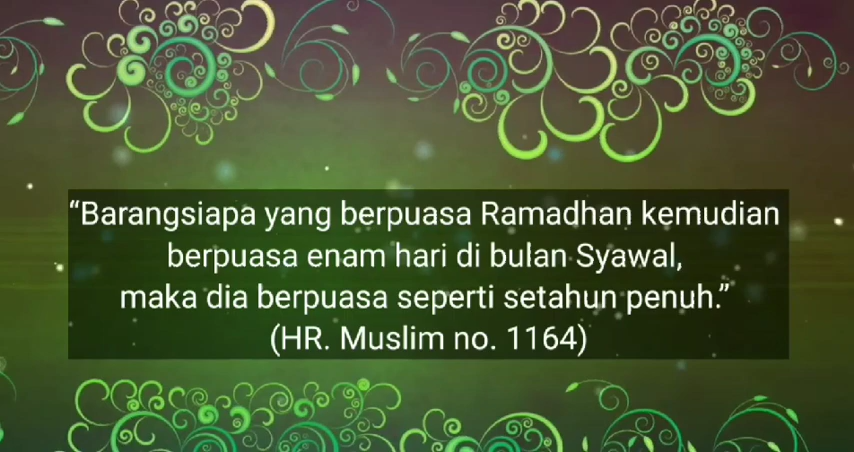 “Barangsiapa yang berpuasa Ramadhan kemudian
berpuasa enam hari di bulan Syawal,
maka dia berpuasa seperti setahun penuh.”
(HR. Muslim no. 1164)